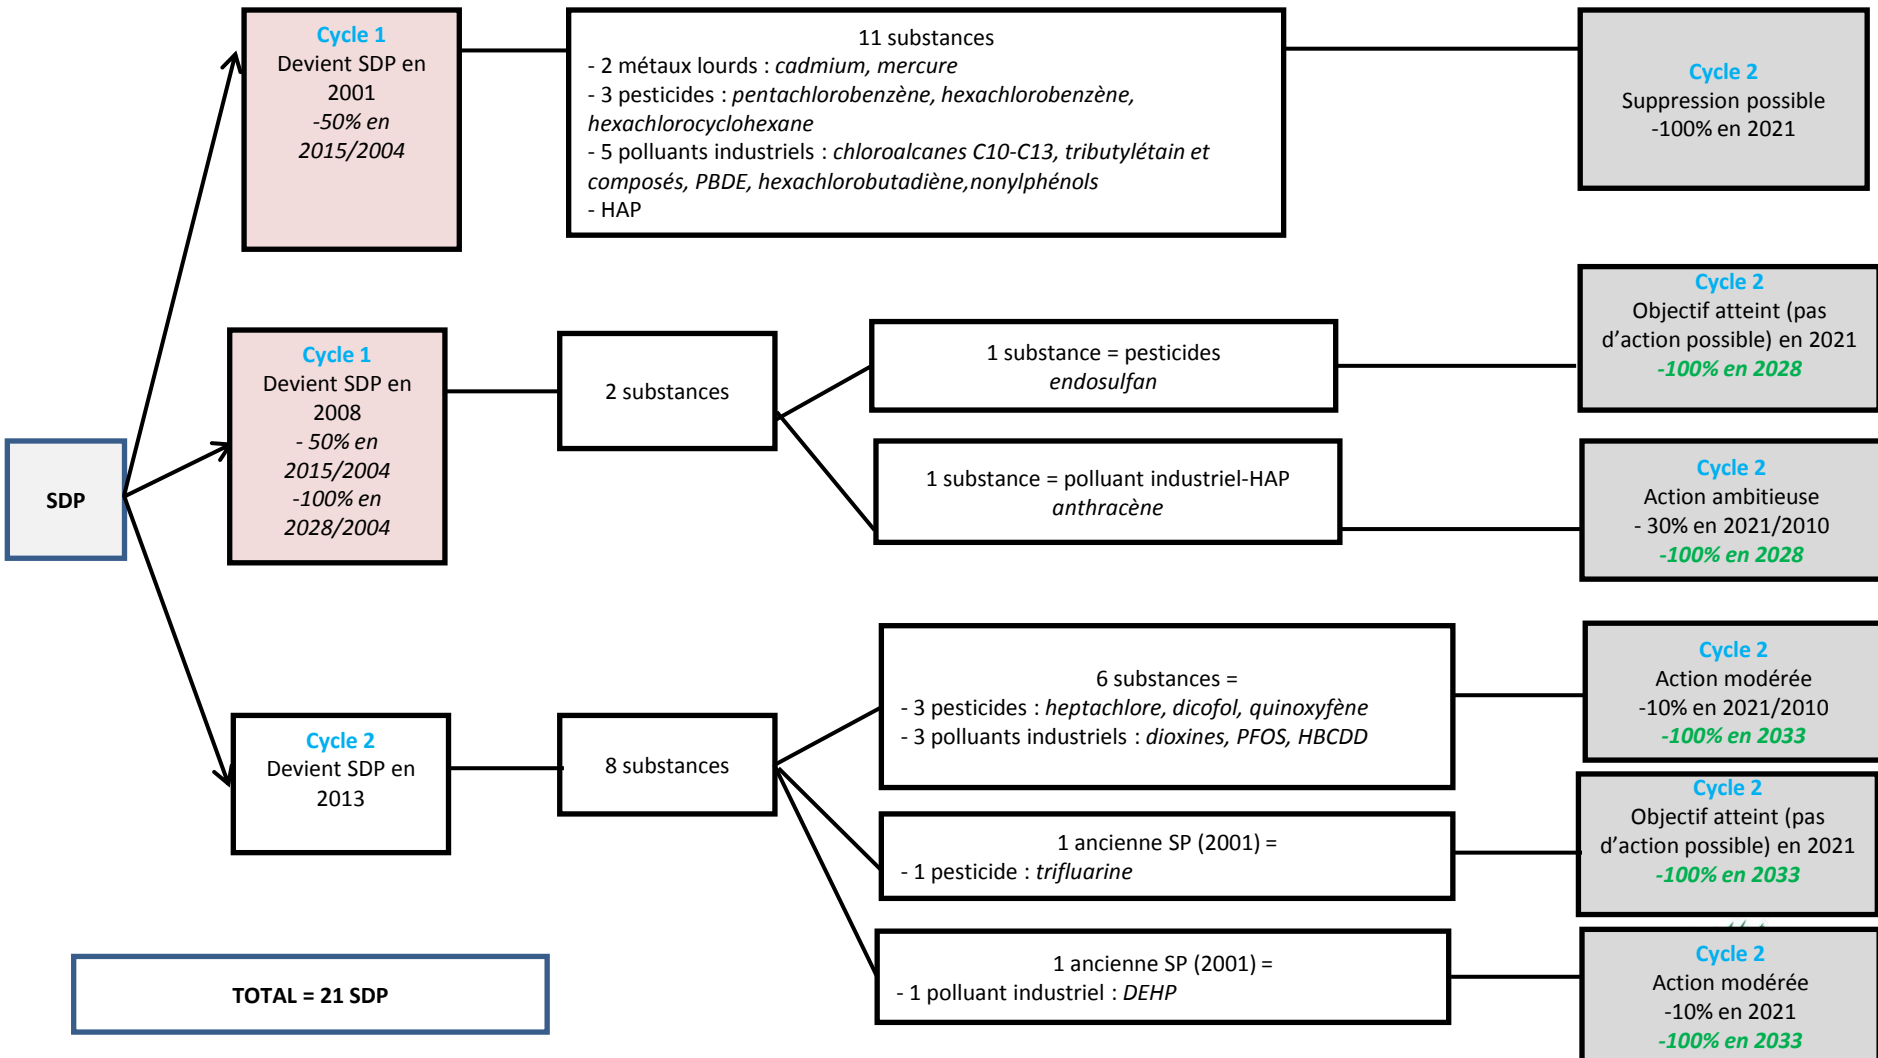 SDP
Cycle 1
Devient SDP en
2001
-50% en
2015/2004
11 substances
- 2 métaux lourds : cadmium, mercure
- 3 pesticides : pentachlorobenzène, hexachlorobenzène,
hexachlorocyclohexane
- 5 polluants industriels : chloroalcanes C10-C13, tributylétain et
composés, PBDE, hexachlorobutadiène,nonylphénols
- HAP
Cycle 2
Suppression possible
-100% en 2021
Cycle 1
Devient SDP en
2008
- 50% en
2015/2004
-100% en
2028/2004
2 substances
1 substance = pesticides
endosulfan
Cycle 2
Objectif atteint (pas
d’action possible) en 2021
-100% en 2028
1 substance = polluant industriel-HAP
anthracène
Cycle 2
Action ambitieuse
- 30% en 2021/2010
-100% en 2028
Cycle 2
Devient SDP en
2013
8 substances
6 substances =
- 3 pesticides : heptachlore, dicofol, quinoxyfène
- 3 polluants industriels : dioxines, PFOS, HBCDD
Cycle 2
Action modérée
-10% en 2021/2010
-100% en 2033
1 ancienne SP (2001) =
- 1 pesticide : trifluarine
Cycle 2
Objectif atteint (pas
d’action possible) en 2021
-100% en 2033
1 ancienne SP (2001) =
- 1 polluant industriel : DEHP
Cycle 2
Action modérée
-10% en 2021
-100% en 2033
TOTAL = 21 SDP